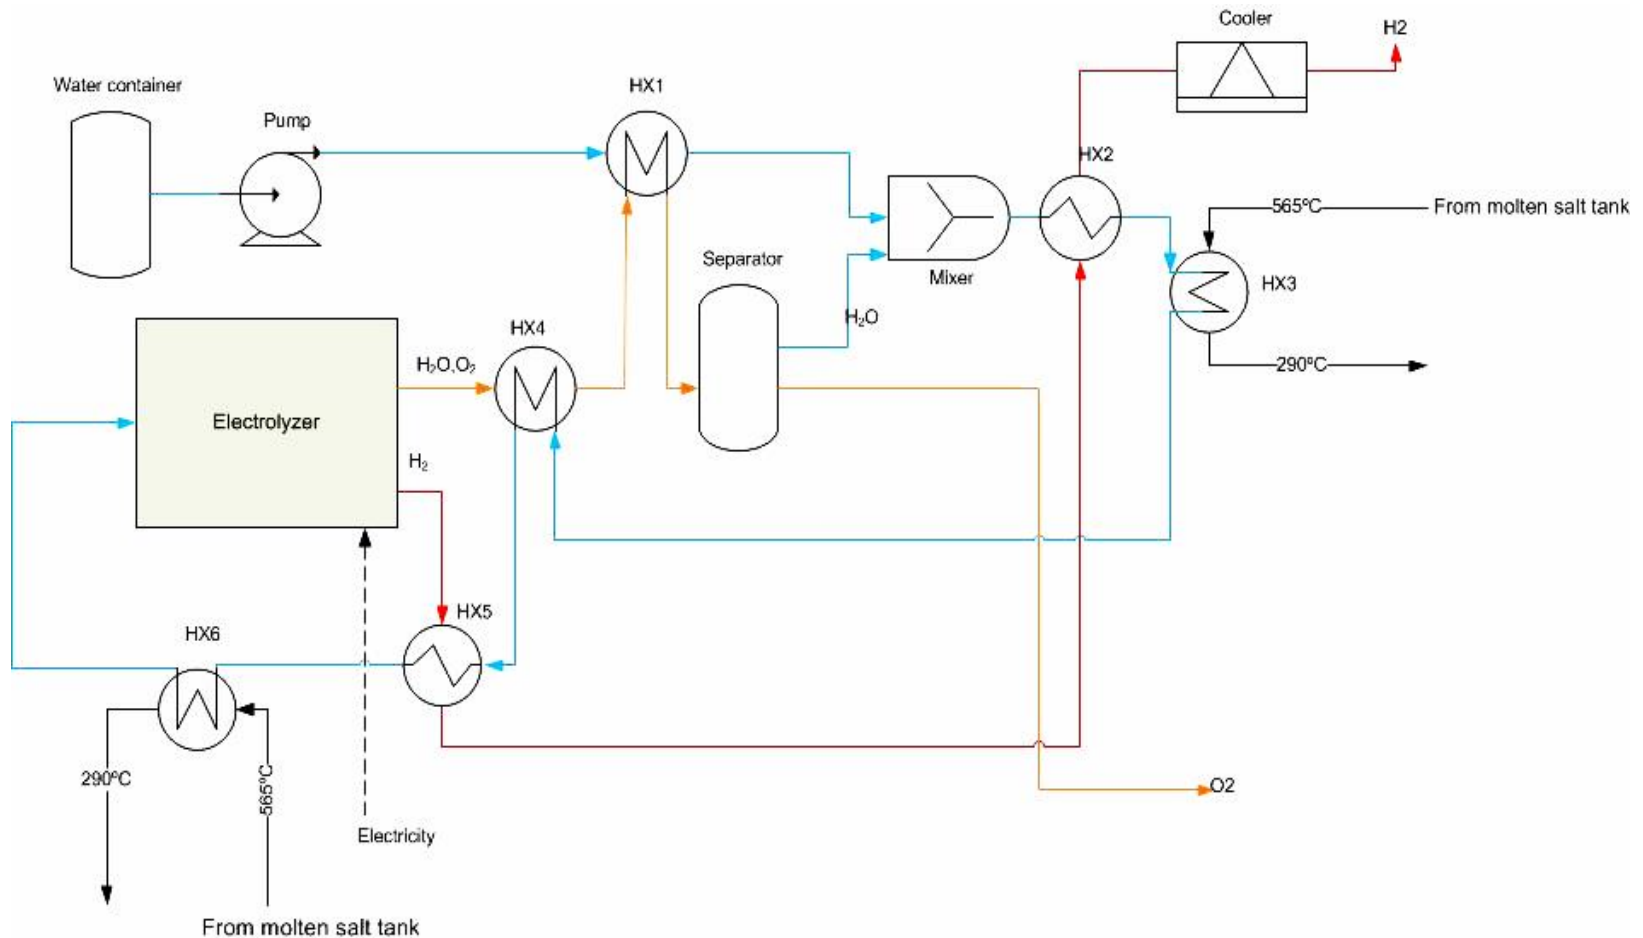 Cooler
H2
Water container
HX1
Pump
HX2
565ºC
From molten salt tank
Separator
Mixer
HX3
H₂O
HX4
H₂O,O₂
290ºC
Electrolyzer
H₂
HX5
HX6
290ºC
565ºC
O2
Electricity
From molten salt tank